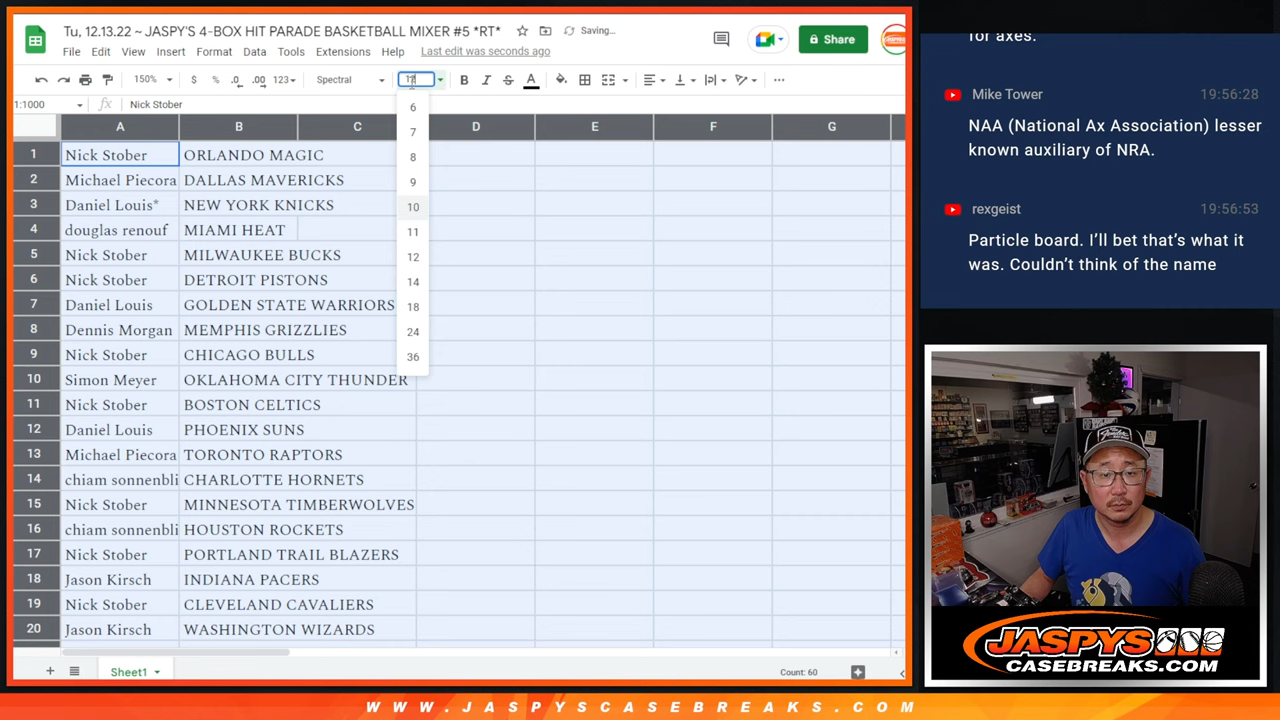 Tu, 12.13.22 ~ JASPY'S 4-BOX HIT PARADE BASKETBALL MIXER #5 *RT*
Saving...
Share
File Edit View Insert Format Data Tools Extensions Help Last edit was seconds ago
150% $ % .0 .00 123 Spectral 12 B I S A
1:1000 fx Nick Stober
A B C D E F G
1 Nick Stober ORLANDO MAGIC
2 Michael Piecora DALLAS MAVERICKS
3 Daniel Louis* NEW YORK KNICKS
4 douglas renouf MIAMI HEAT
5 Nick Stober MILWAUKEE BUCKS
6 Nick Stober DETROIT PISTONS
7 Daniel Louis GOLDEN STATE WARRIORS
8 Dennis Morgan MEMPHIS GRIZZLIES
9 Nick Stober CHICAGO BULLS
10 Simon Meyer OKLAHOMA CITY THUNDER
11 Nick Stober BOSTON CELTICS
12 Daniel Louis PHOENIX SUNS
13 Michael Piecora TORONTO RAPTORS
14 chiam sonnenbli CHARLOTTE HORNETS
15 Nick Stober MINNESOTA TIMBERWOLVES
16 chiam sonnenbli HOUSTON ROCKETS
17 Nick Stober PORTLAND TRAIL BLAZERS
18 Jason Kirsch INDIANA PACERS
19 Nick Stober CLEVELAND CAVALIERS
20 Jason Kirsch WASHINGTON WIZARDS
6
7
8
9
10
11
12
14
18
24
36
Sheet1
Count: 60
for axes.
Mike Tower 19:56:28
NAA (National Ax Association) lesser
known auxiliary of NRA.
rexgeist 19:56:53
Particle board. I'll bet that's what it
was. Couldn't think of the name
JASPYS
CASEBREAKS.COM
WWW.JASPYSCASEBREAKS.COM